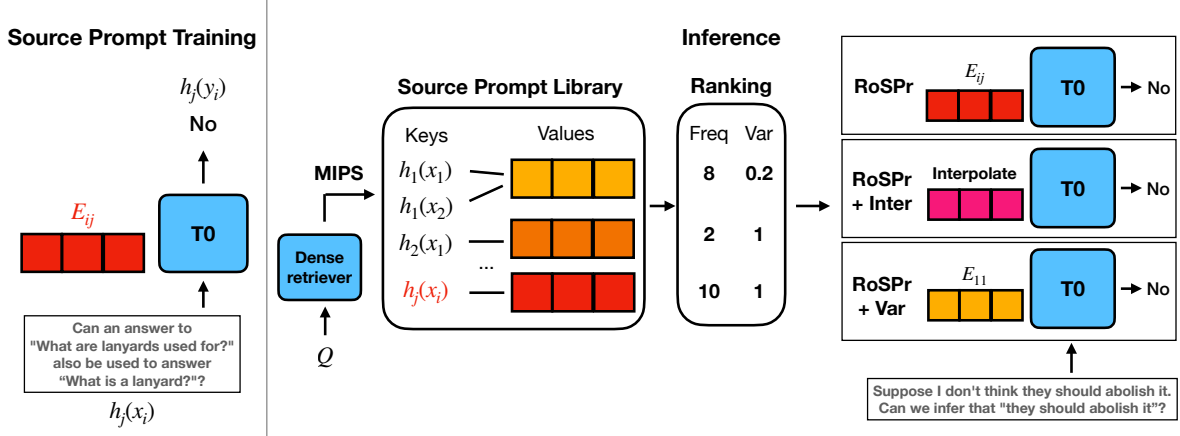 Source Prompt Training
h_j(y_i)
No
E_ij
T0
Can an answer to
"What are lanyards used for?"
also be used to answer
“What is a lanyard?"?
h_j(x_i)
Inference
MIPS
Dense
retriever
Q
Source Prompt Library
Keys
Values
h_1(x_1)
h_1(x_2)
h_2(x_1)
...
h_j(x_i)
Ranking
Freq Var
8 0.2
2 1
10 1
RoSPr
E_ij
T0
No
RoSPr
+ Inter
Interpolate
T0
No
RoSPr
+ Var
E_11
T0
No
Suppose I don't think they should abolish it.
Can we infer that "they should abolish it”?